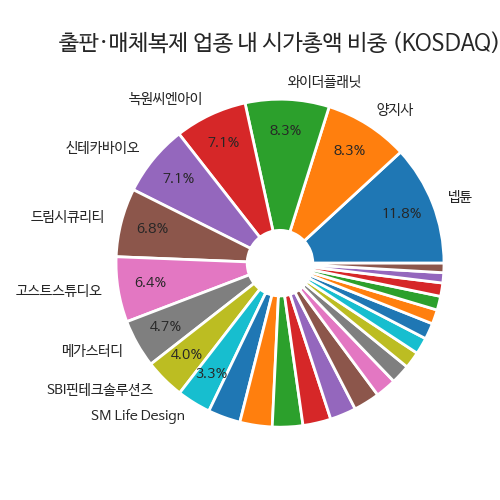 출판·매체복제 업종 내 시가총액 비중 (KOSDAQ)
와이더플래닛
녹원씨엔아이
양지사
8.3%
7.1%
8.3%
신테카바이오
7.1%
넵튠
11.8%
드림시큐리티
6.8%
고스트스튜디오
6.4%
4.7%
메가스터디
4.0%
3.3%
SBI핀테크솔루션즈
SM Life Design